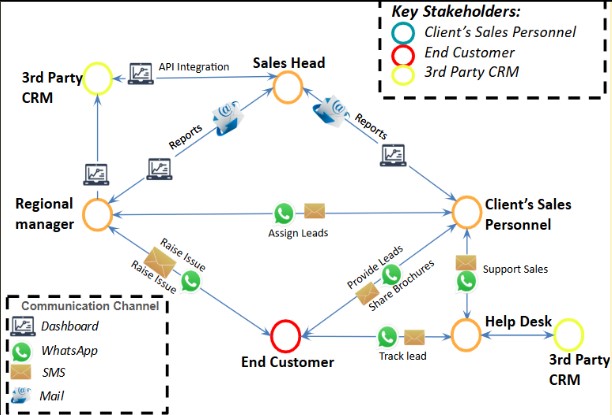 Key Stakeholders:
Client's Sales Personnel
End Customer
3rd Party CRM
API Integration
Sales Head
3rd Party
CRM
Reports
Reports
Regional
manager
Client's Sales
Personnel
Assign Leads
Raise Issue
Raise Issue
Provide Leads
Share Brochures
Support Sales
Communication Channel
Dashboard
WhatsApp
SMS
Mail
End Customer
Track lead
Help Desk
3rd Party
CRM